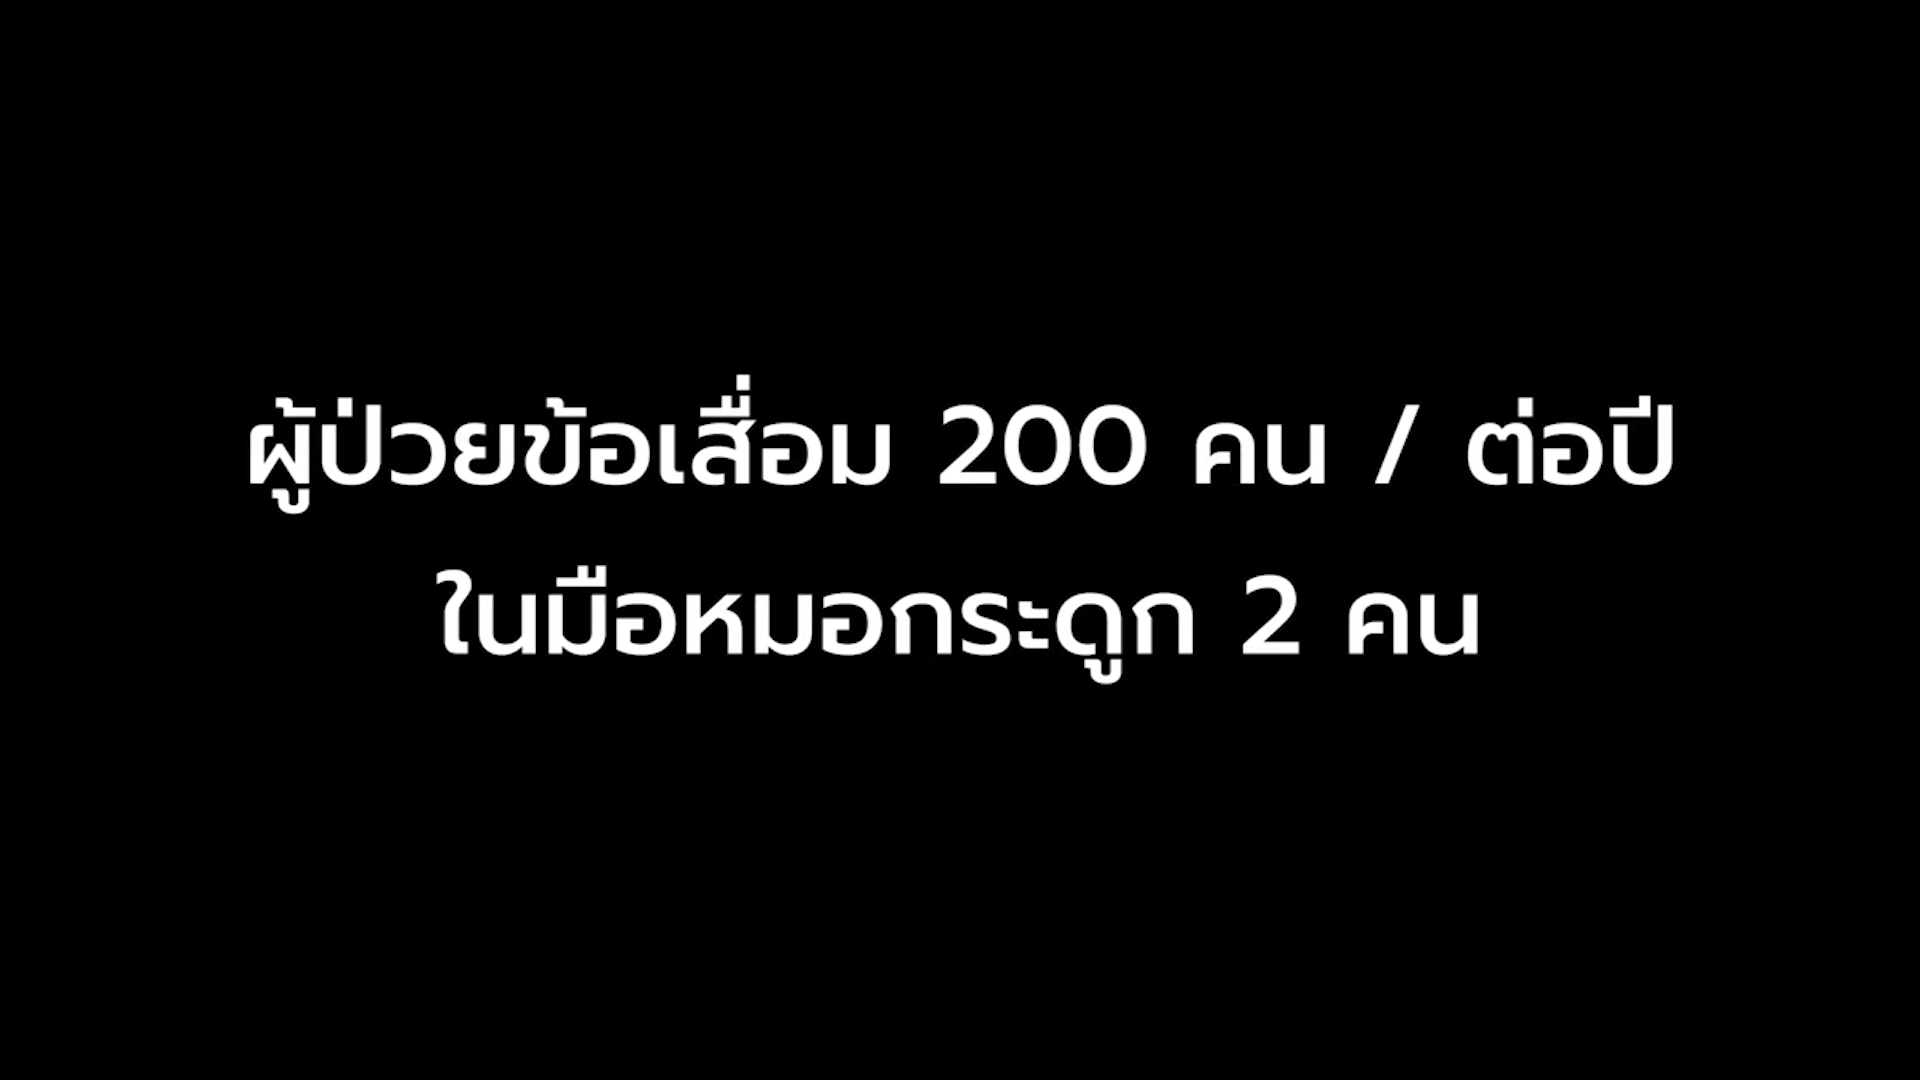 ผู้ป่วยข้อเสื่อม 200 คน / ต่อปี
ในมือหมอกระดูก 2 คน